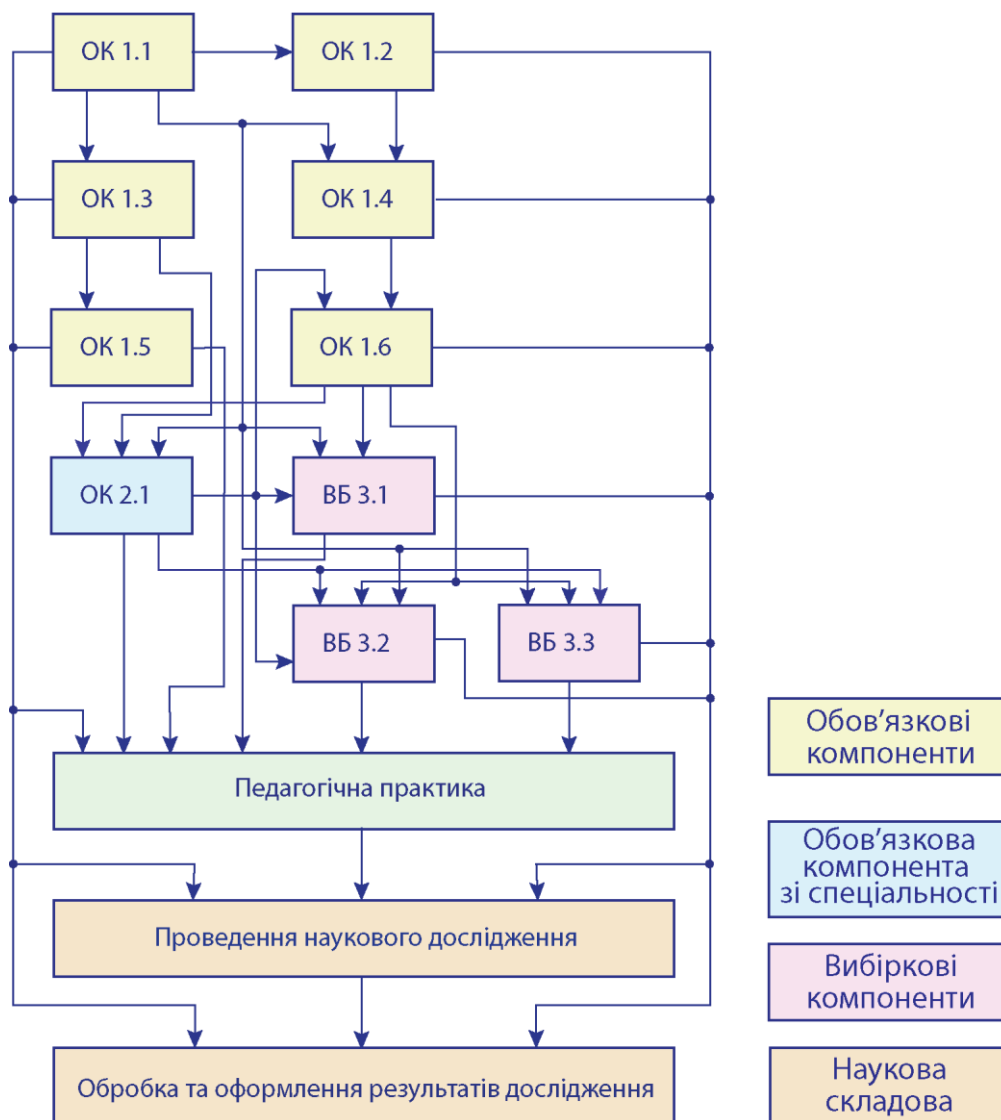 ОК 1.1
ОК 1.2
ОК 1.3
ОК 1.4
ОК 1.5
ОК 1.6
ОК 2.1
ВБ 3.1
ВБ 3.2
ВБ 3.3
Педагогічна практика
Проведення наукового дослідження
Обробка та оформлення результатів дослідження
Обов’язкові
компоненти
Обов’язкова
компонента
зі спеціальності
Вибіркові
компоненти
Наукова
складова